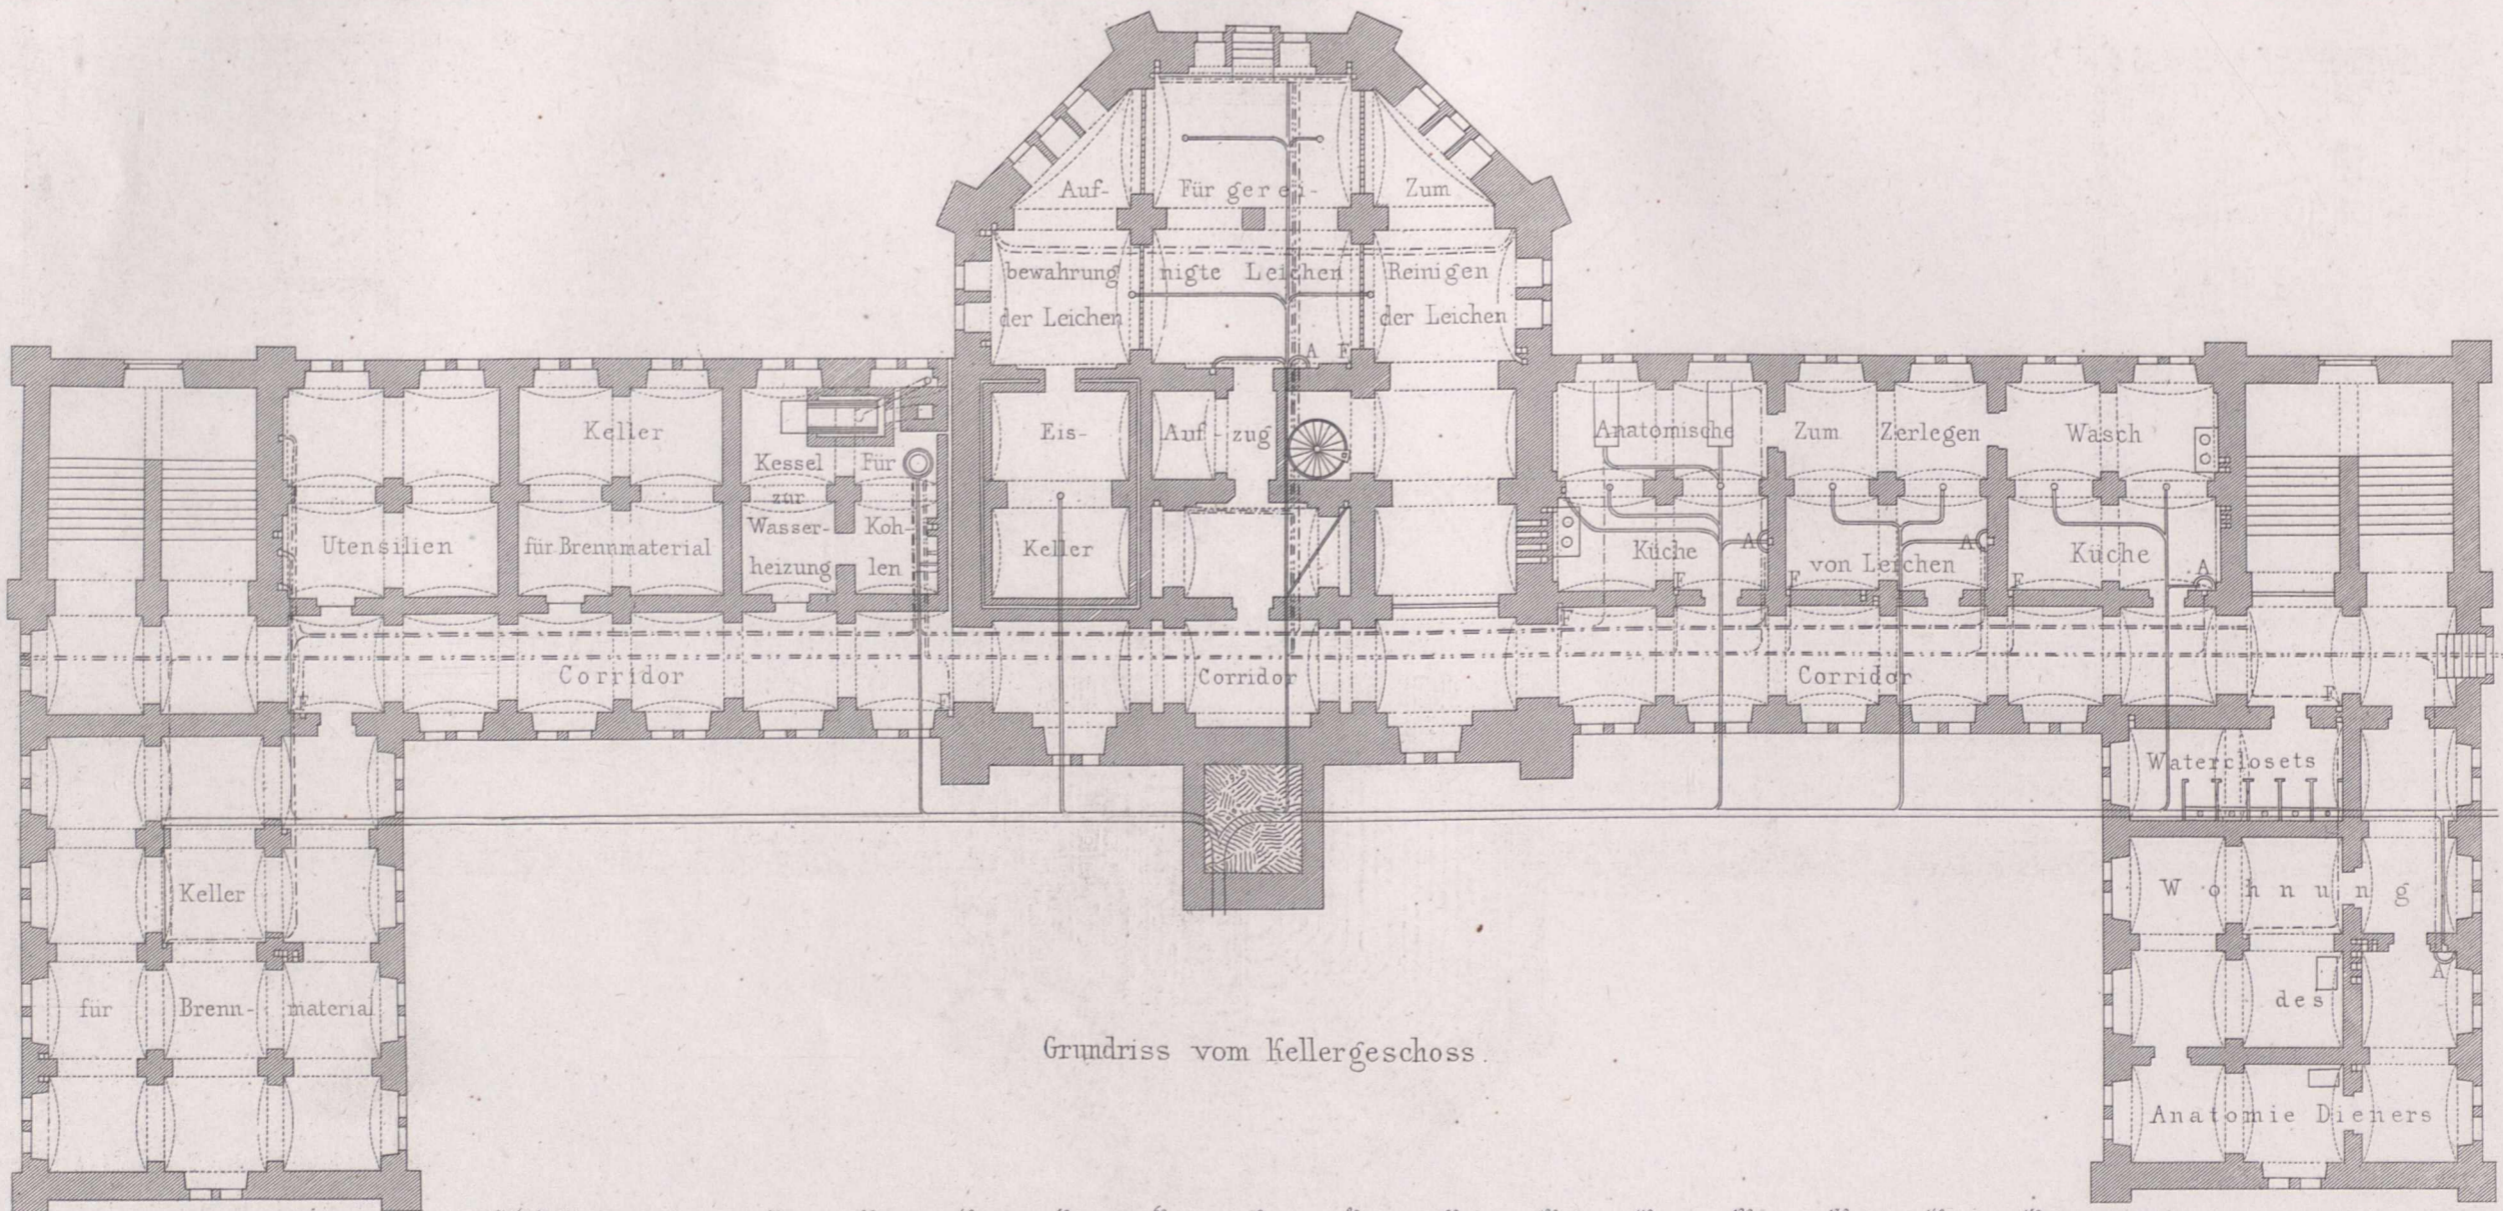 Auf-
bewahrung
der Leichen
Für gerei-
nigte Leichen
Zum
Reinigen
der Leichen
A F
Utensilien
Keller
für Brennmaterial
Kessel
zur
Wasser-
heizung
Für
Koh-
len
Eis-
Keller
Auf-zug
Anatomische
Küche
A
F
Zum Zerlegen
von Leichen
A
F
Wasch
Küche
A
F
F
Corridor
Corridor
Corridor
F
F
F
Waterclosets
Keller
für Brenn- material
Wohnung
des
A
Anatomie Dieners
Grundriss vom Kellergeschoss.